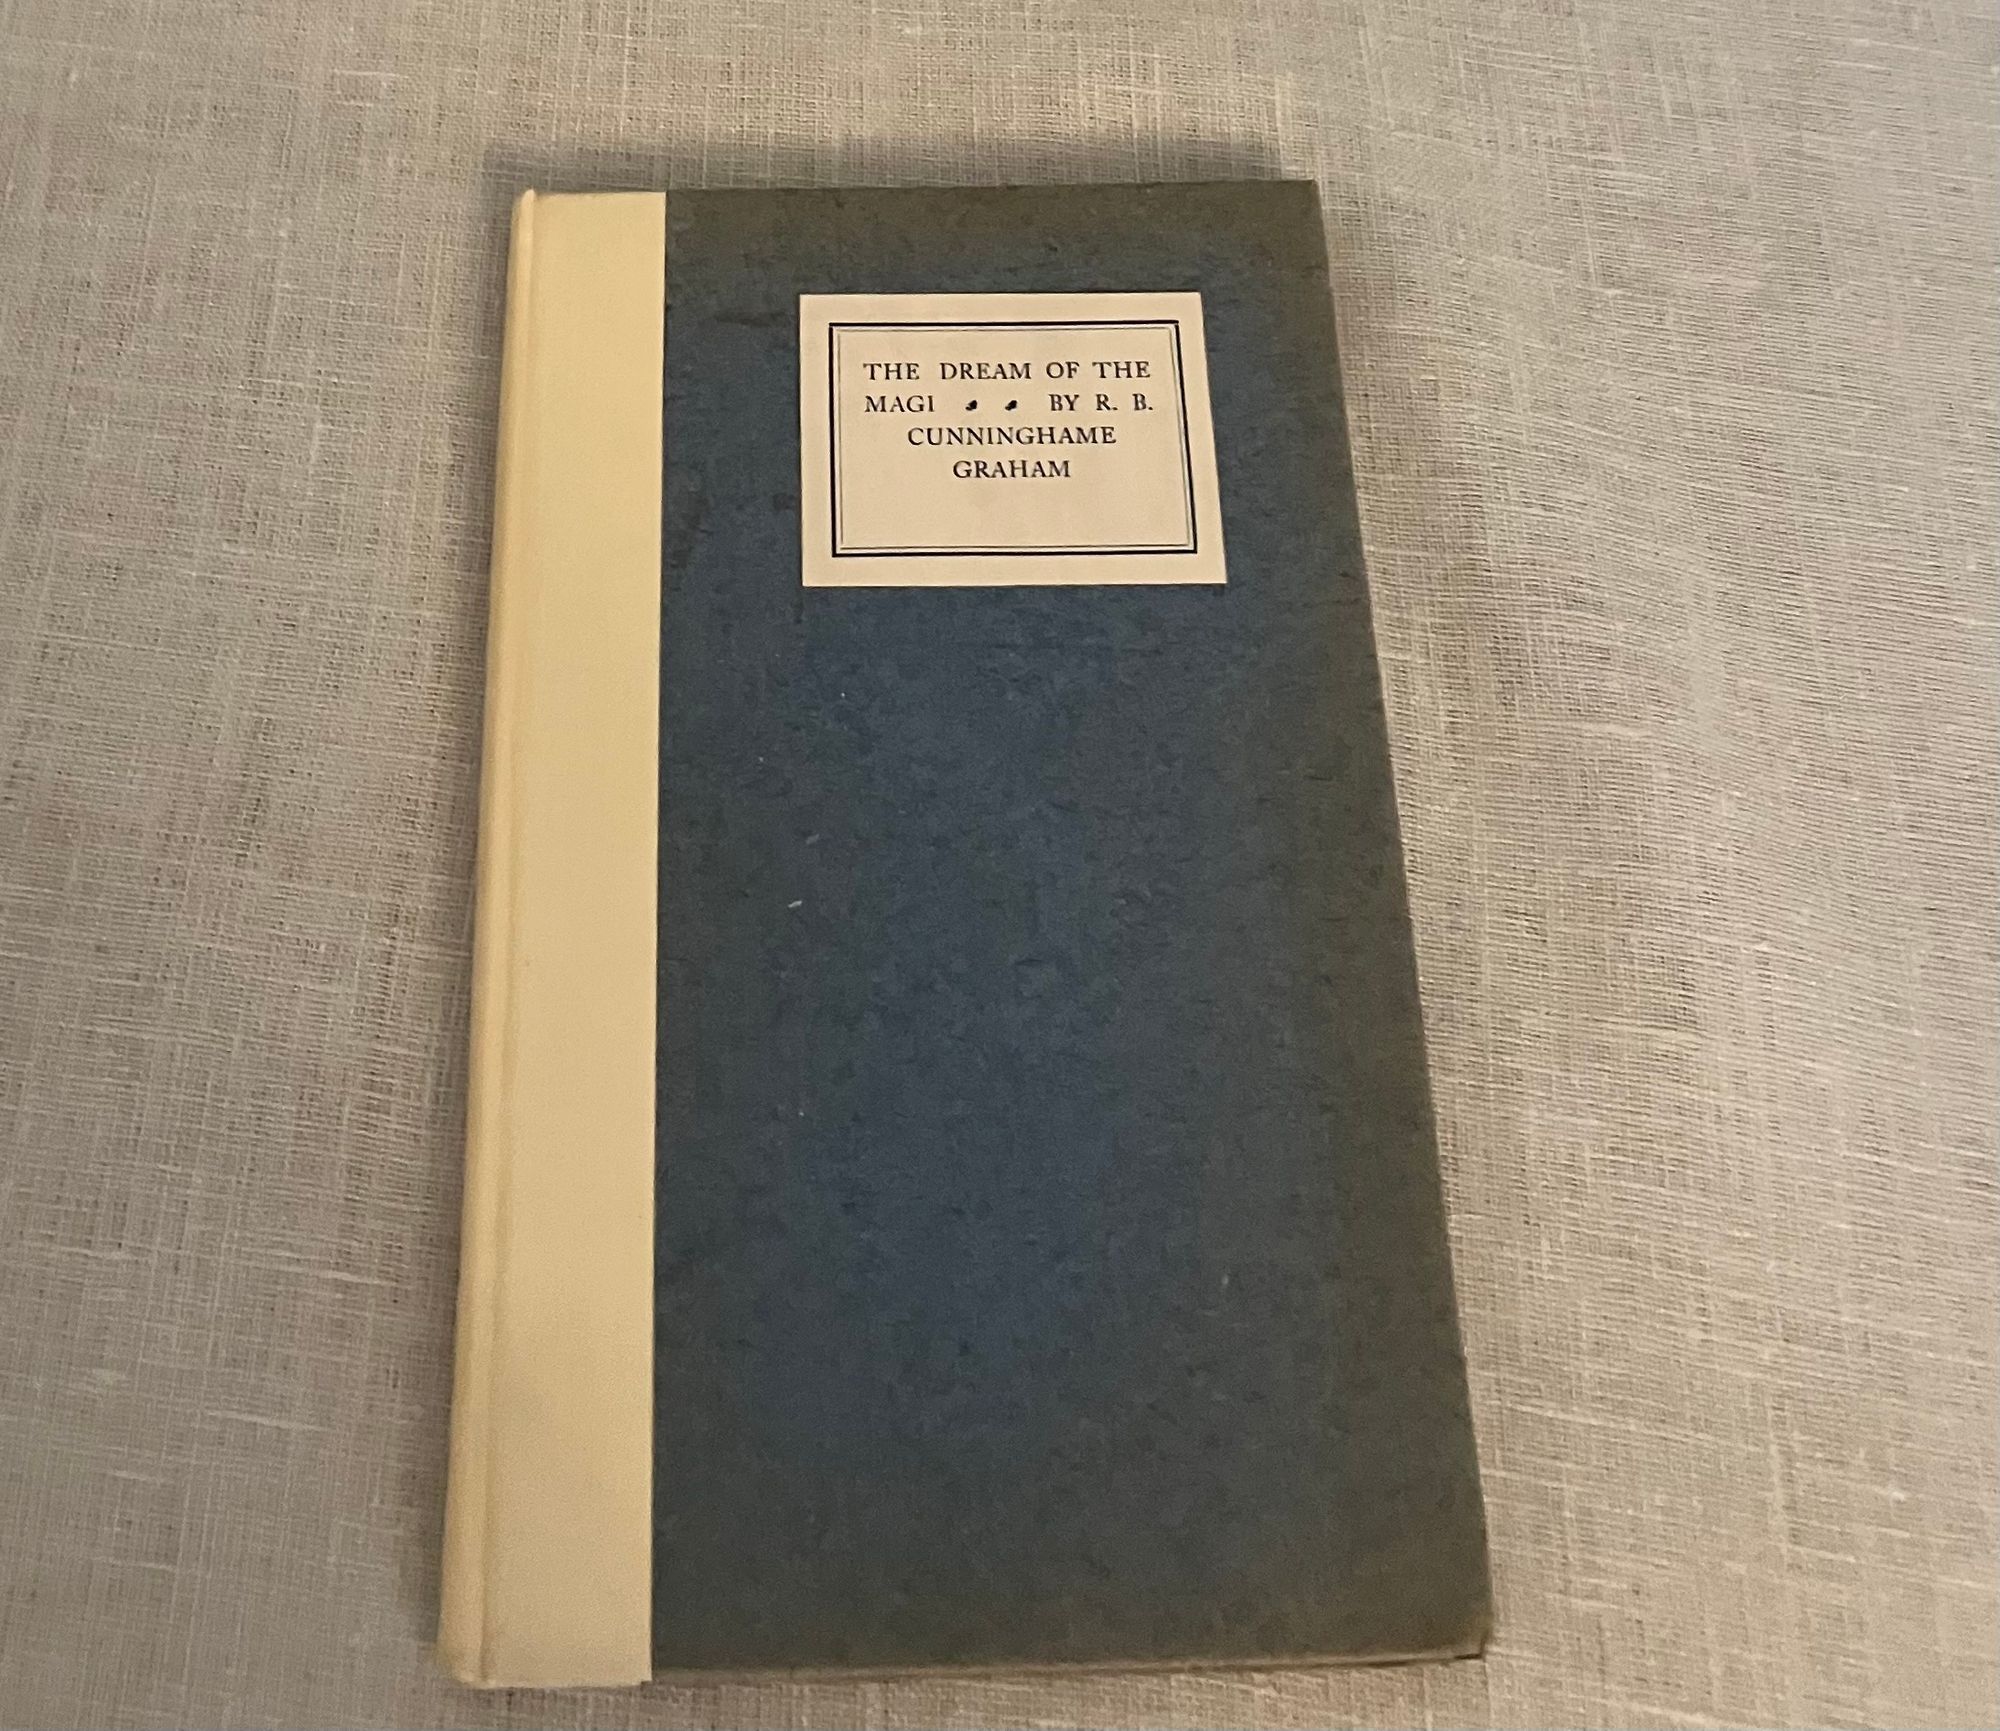 THE DREAM OF THE
MAGI BY R. B.
CUNNINGHAME
GRAHAM